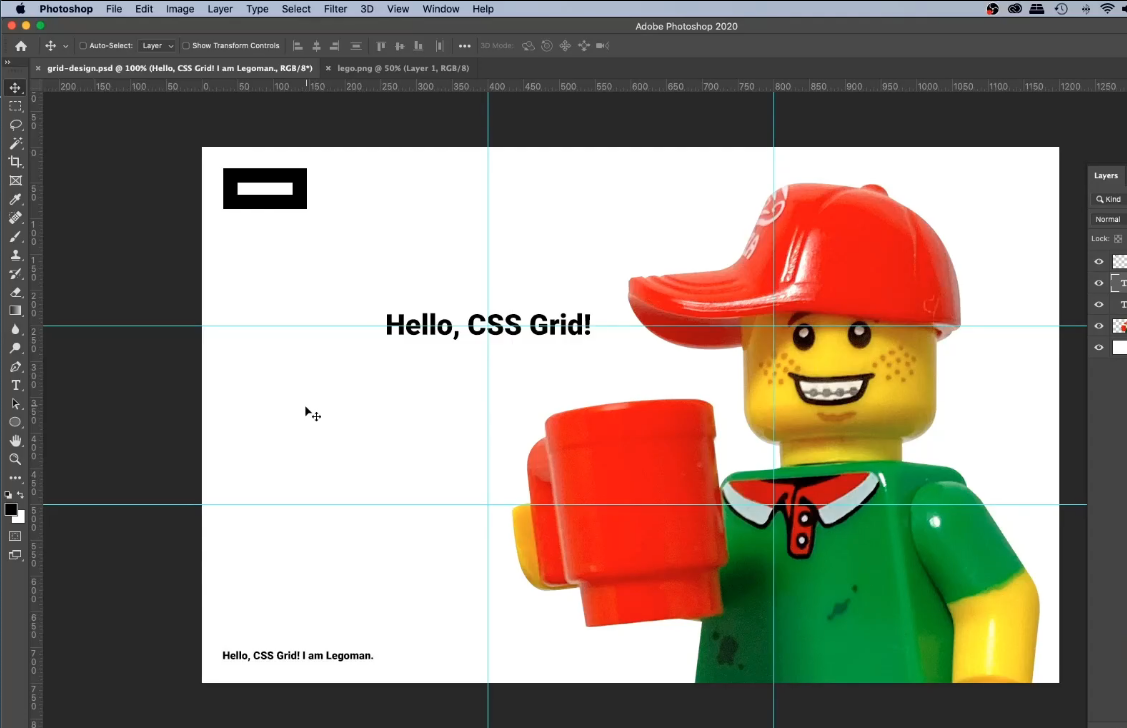 Photoshop File Edit Image Layer Type Select Filter 3D View Window Help
Adobe Photoshop 2020
Auto-Select: Layer Show Transform Controls 3D Mode:
grid-design.psd @ 100% (Hello, CSS Grid! I am Legoman., RGB/8*) lego.png @ 50% (Layer 1, RGB/8)
200 150 100 50 0 50 100 150 200 250 300 350 400 450 500 550 600 650 700 750 800 850 900 950 1000 1050 1100 1150 1200 1250
Layers
Kind
Normal
Lock:
Hello, CSS Grid!
Hello, CSS Grid! I am Legoman.